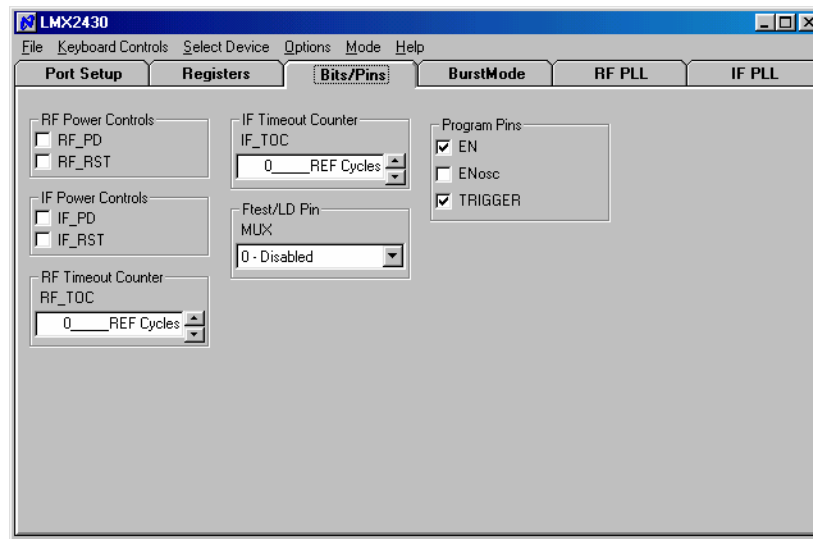 LMX2430
File Keyboard Controls Select Device Options Mode Help
Port Setup Registers Bits/Pins BurstMode RF PLL IF PLL
RF Power Controls
RF_PD
RF_RST
IF Power Controls
IF_PD
IF_RST
RF Timeout Counter
RF_TOC
0_____REF Cycles
IF Timeout Counter
IF_TOC
0_____REF Cycles
Ftest/LD Pin
MUX
0 - Disabled
Program Pins
EN
ENosc
TRIGGER